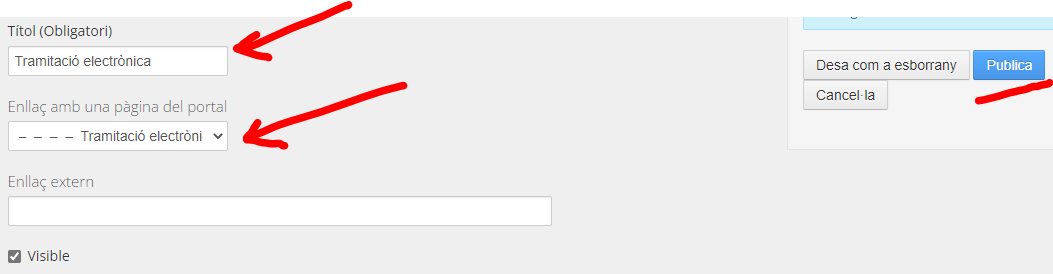 Títol (Obligatori)
Tramitació electrònica
Enllaç amb una pàgina del portal
– – – – Tramitació electròni
Enllaç extern
Visible
Desa com a esborrany
Publica
Cancel·la